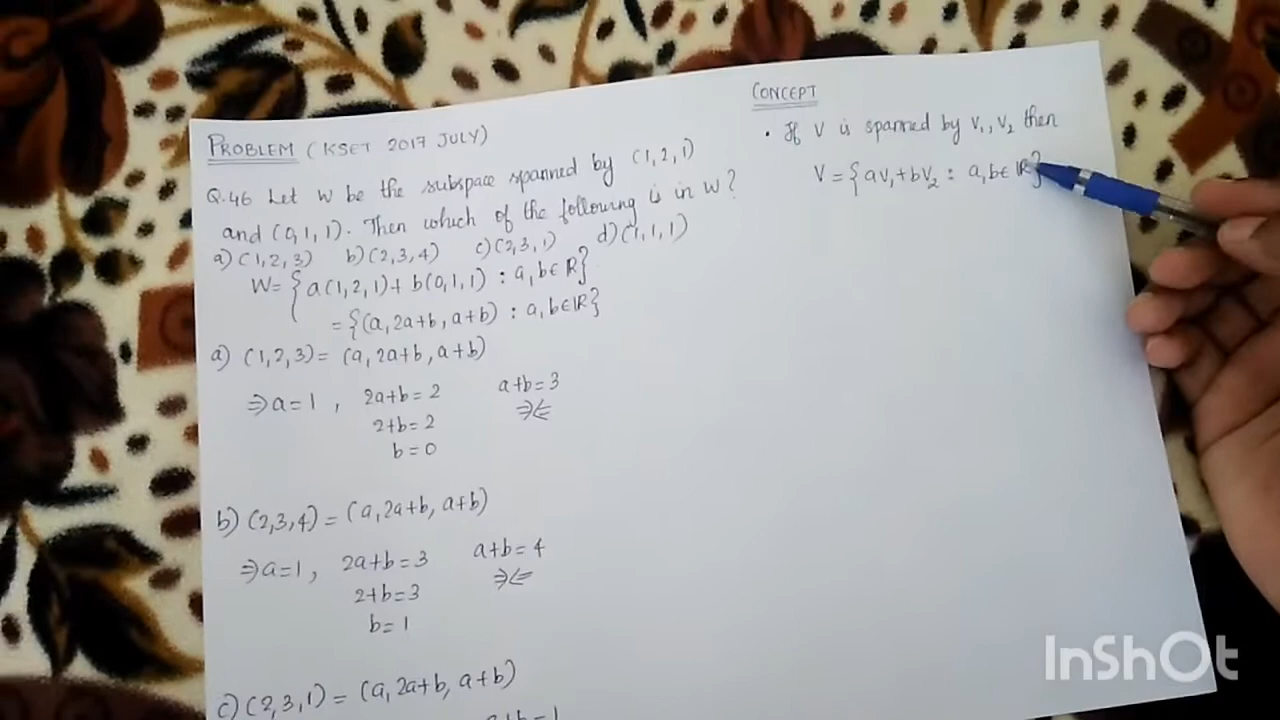 PROBLEM (KSET 2017 JULY)
Q.46 Let W be the subspace spanned by (1,2,1)
and (0,1,1). Then which of the following is in W?
a) (1,2,3) b) (2,3,4) c) (2,3,1) d) (1,1,1)
W = { a(1,2,1) + b(0,1,1) : a,b ∈ ℝ}
= {(a, 2a+b, a+b) : a,b ∈ ℝ}
a) (1,2,3) = (a, 2a+b, a+b)
⇒ a=1 , 2a+b = 2 a+b = 3
2+b = 2 ⇒⇐
b = 0
b) (2,3,4) = (a, 2a+b, a+b)
⇒ a=1, 2a+b = 3 a+b = 4
2+b = 3 ⇒⇐
b = 1
c) (2,3,1) = (a, 2a+b, a+b)
a+b = 1
CONCEPT
• If V is spanned by V₁, V₂ then
V = { aV₁ + bV₂ : a,b ∈ ℝ}
InShOt